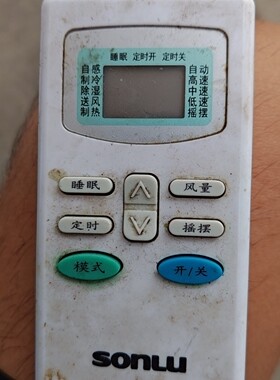 睡眠 定时开 定时关
自感 自动
制冷 高速
除湿 中速
送风 低速
制热 摇摆
睡眠 风量
定时 摇摆
模式 开/关
SONLU